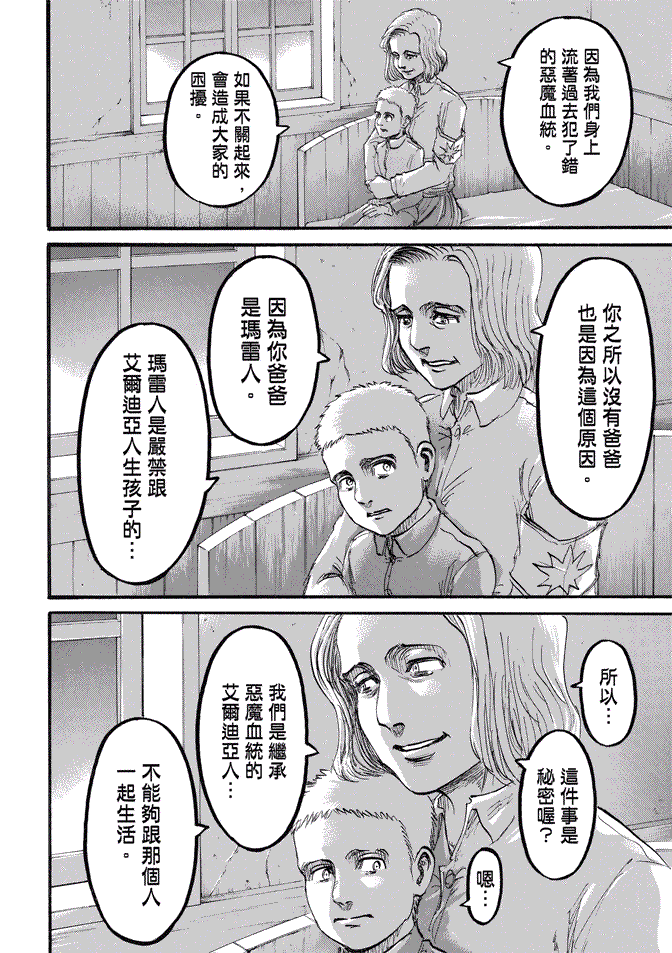 因為我們身上
流著過去犯了錯
的惡魔血統。
如果不關起來，
會造成大家的
困擾。
你之所以沒有爸爸
也是因為這個原因。
因為你爸爸
是瑪雷人。
瑪雷人是嚴禁跟
艾爾迪亞人生孩子的…
所以…
這件事是
秘密喔？
嗯…
我們是繼承
惡魔血統的
艾爾迪亞人…
不能夠跟那個人
一起生活。